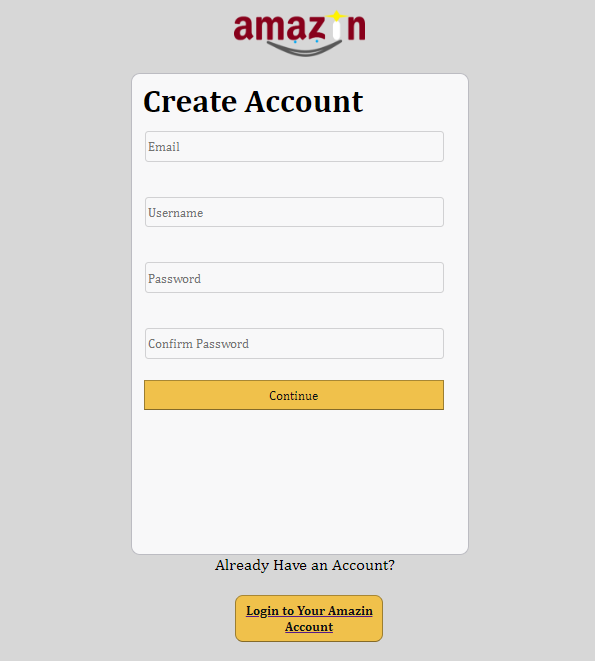 amazin
Create Account
Email
Username
Password
Confirm Password
Continue
Already Have an Account?
Login to Your Amazin
Account